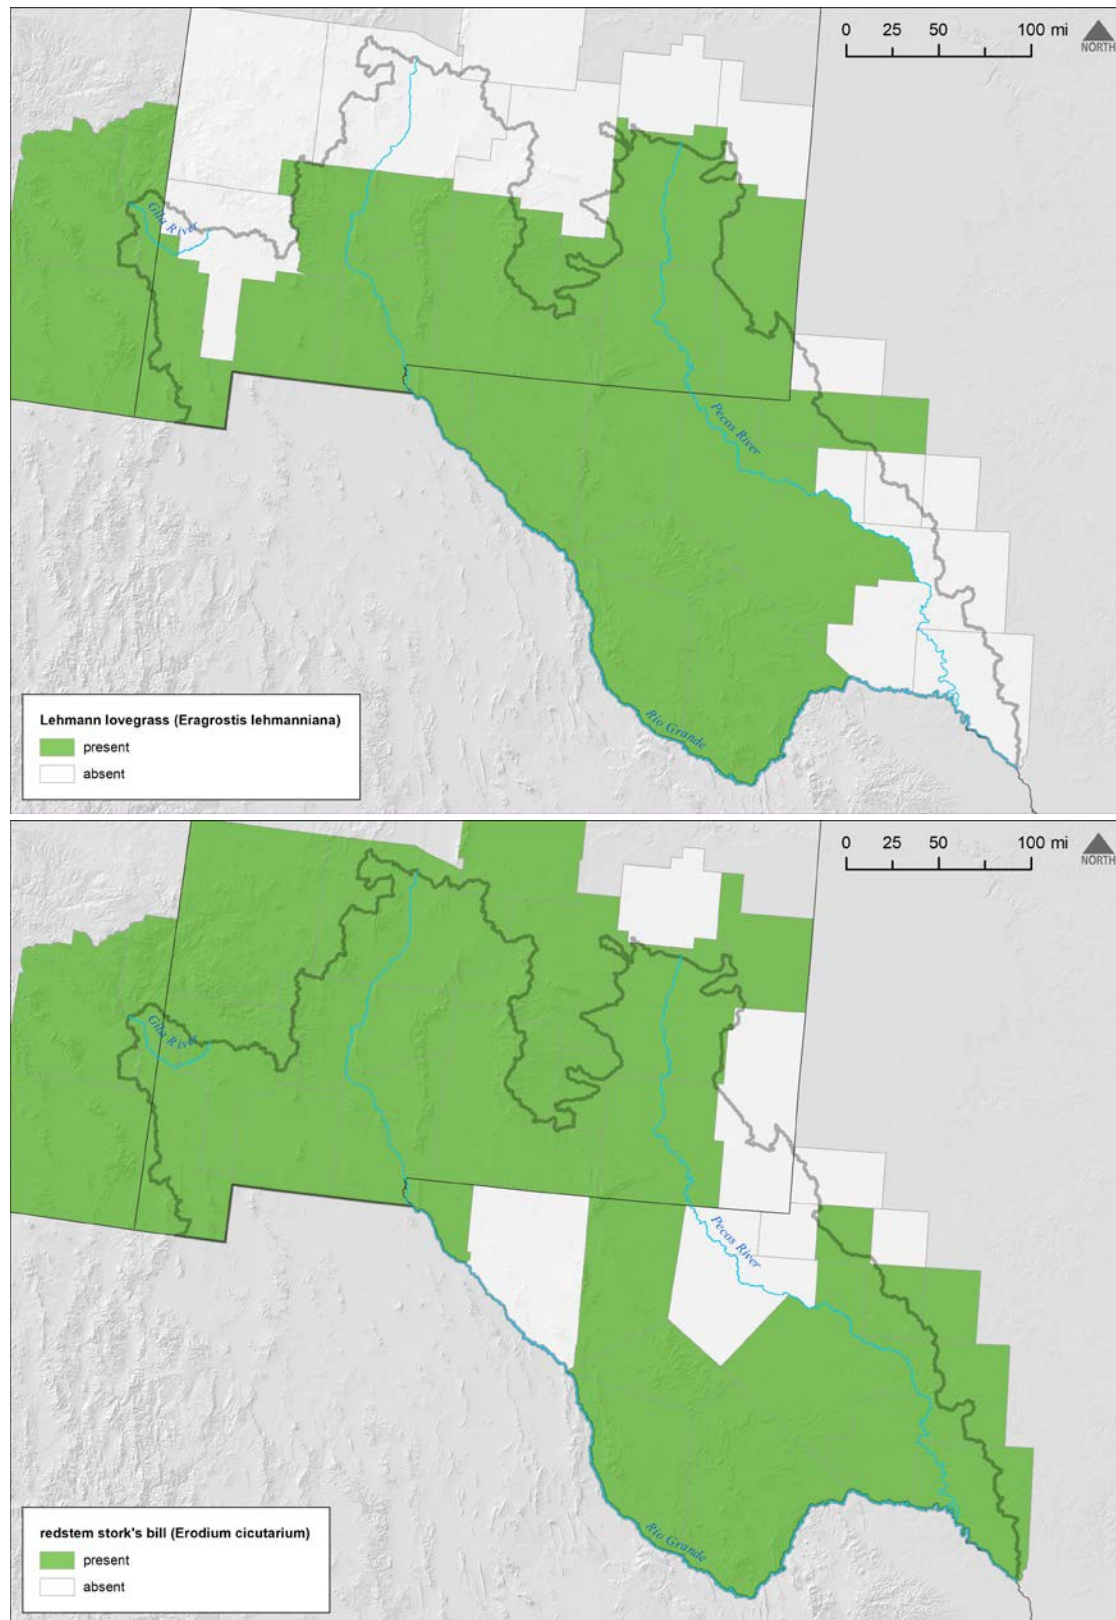 0 25 50 100 mi
NORTH
Gila River
Pecos River
Rio Grande
Lehmann lovegrass (Eragrostis lehmanniana)
present
absent
0 25 50 100 mi
NORTH
Gila River
Pecos River
Rio Grande
redstem stork's bill (Erodium cicutarium)
present
absent